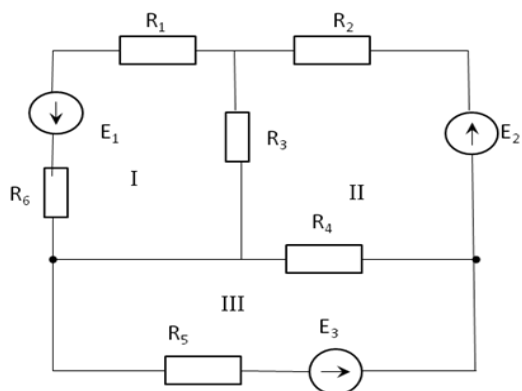 R₁
R₂
E₁
R₃
E₂
R₆
I
II
R₄
III
R₅
E₃